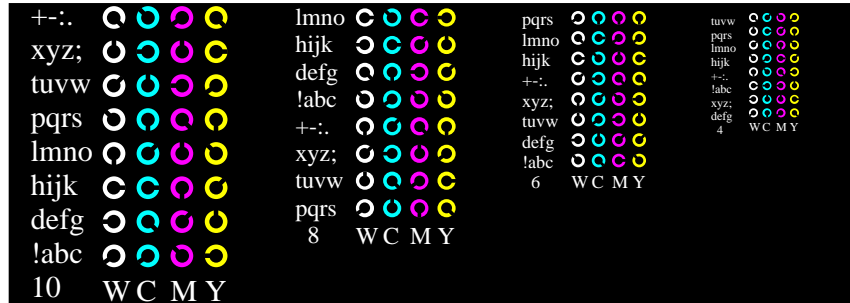 +-:.
xyz;
tuvw
pqrs
lmno
hijk
defg
!abc
10 W C M Y
lmno
hijk
defg
!abc
+-:.
xyz;
tuvw
pqrs
8 W C M Y
pqrs
lmno
hijk
+-:.
xyz;
tuvw
defg
!abc
6 W C M Y
tuvw
pqrs
lmno
hijk
+-:.
!abc
xyz;
defg
4 W C M Y